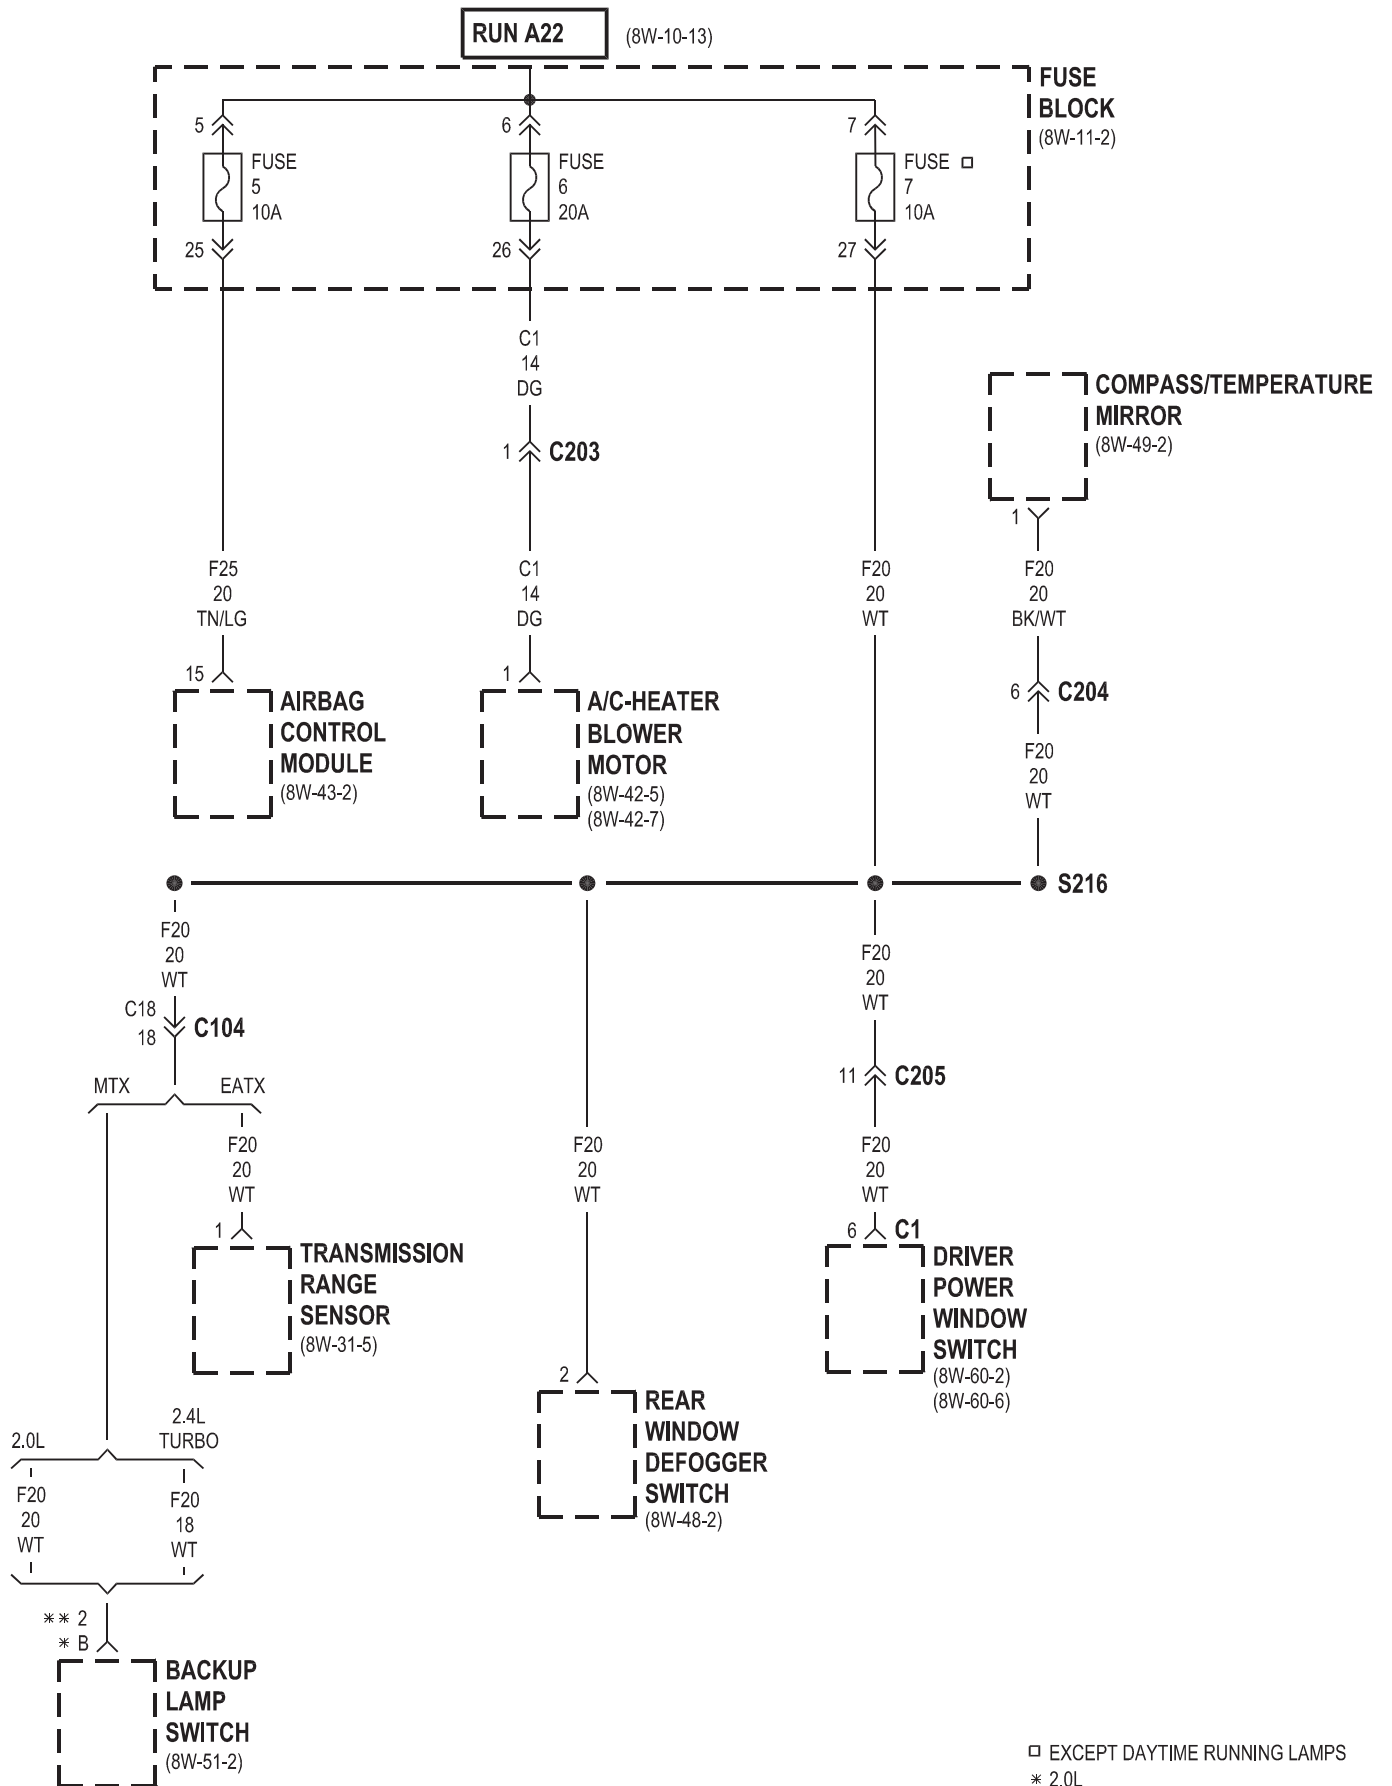 RUN A22
(8W-10-13)
FUSE
BLOCK
(8W-11-2)
5
FUSE
5
10A
25
6
FUSE
6
20A
26
7
FUSE
7
10A
27
C1
14
DG
1
C203
COMPASS/TEMPERATURE
MIRROR
(8W-49-2)
1
F25
20
TN/LG
C1
14
DG
F20
20
WT
F20
20
BK/WT
15
AIRBAG
CONTROL
MODULE
(8W-43-2)
1
A/C-HEATER
BLOWER
MOTOR
(8W-42-5)
(8W-42-7)
6
C204
F20
20
WT
S216
F20
20
WT
C18
18
C104
MTX
EATX
F20
20
WT
1
TRANSMISSION
RANGE
SENSOR
(8W-31-5)
F20
20
WT
2
REAR
WINDOW
DEFOGGER
SWITCH
(8W-48-2)
F20
20
WT
11
C205
F20
20
WT
6
C1
DRIVER
POWER
WINDOW
SWITCH
(8W-60-2)
(8W-60-6)
2.0L
2.4L
TURBO
F20
20
WT
F20
18
WT
** 2
* B
BACKUP
LAMP
SWITCH
(8W-51-2)
□ EXCEPT DAYTIME RUNNING LAMPS
* 2.0L